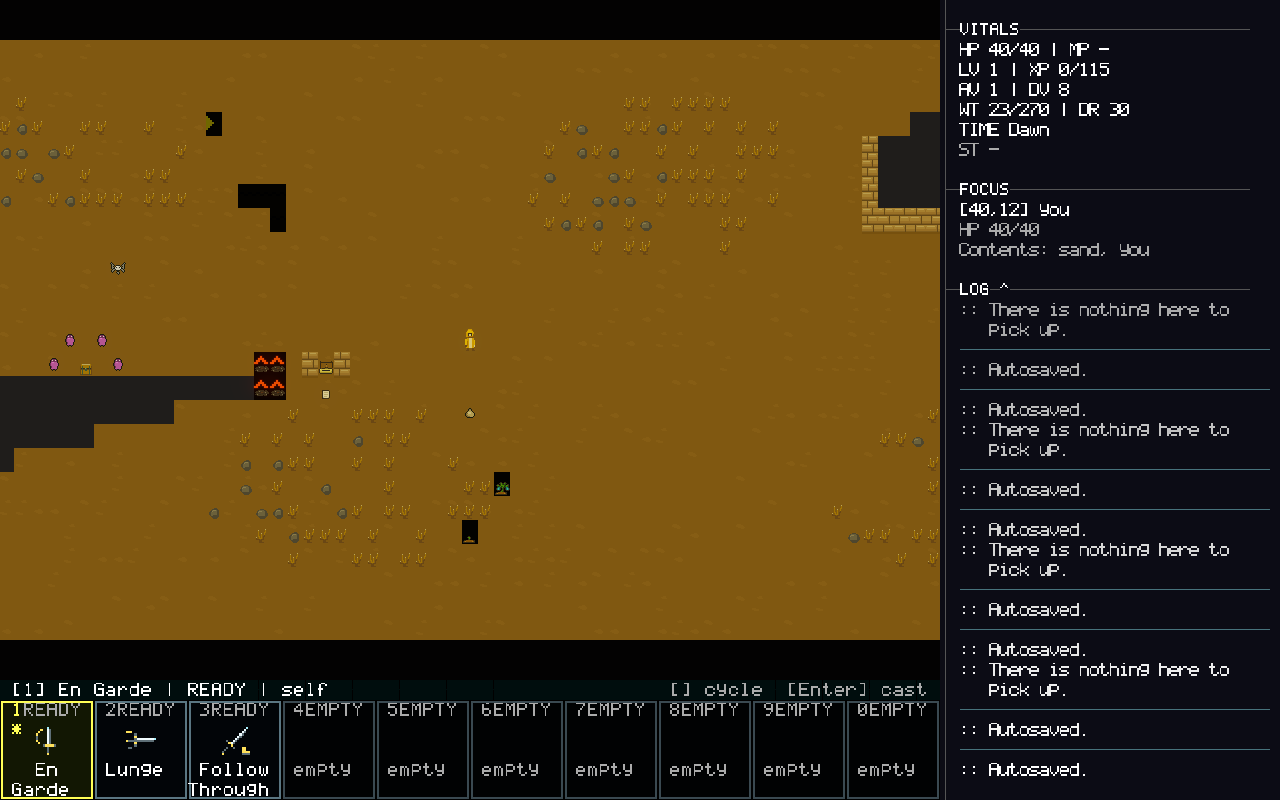 VITALS
HP 40/40 | MP -
LV 1 | XP 0/115
AV 1 | DV 8
WT 23/270 | DR 30
TIME Dawn
ST -
FOCUS
[40,12] You
HP 40/40
Contents: sand, You
LOG ^
:: There is nothing here to
Pick up.
:: Autosaved.
:: Autosaved.
:: There is nothing here to
Pick up.
:: Autosaved.
:: Autosaved.
:: There is nothing here to
Pick up.
:: Autosaved.
:: Autosaved.
:: There is nothing here to
Pick up.
:: Autosaved.
:: Autosaved.
[1] En Garde | READY | self [] cycle [Enter] cast
1READY 2READY 3READY 4EMPTY 5EMPTY 6EMPTY 7EMPTY 8EMPTY 9EMPTY 0EMPTY
*
En Lunge Follow empty empty empty empty empty empty empty
Garde Through